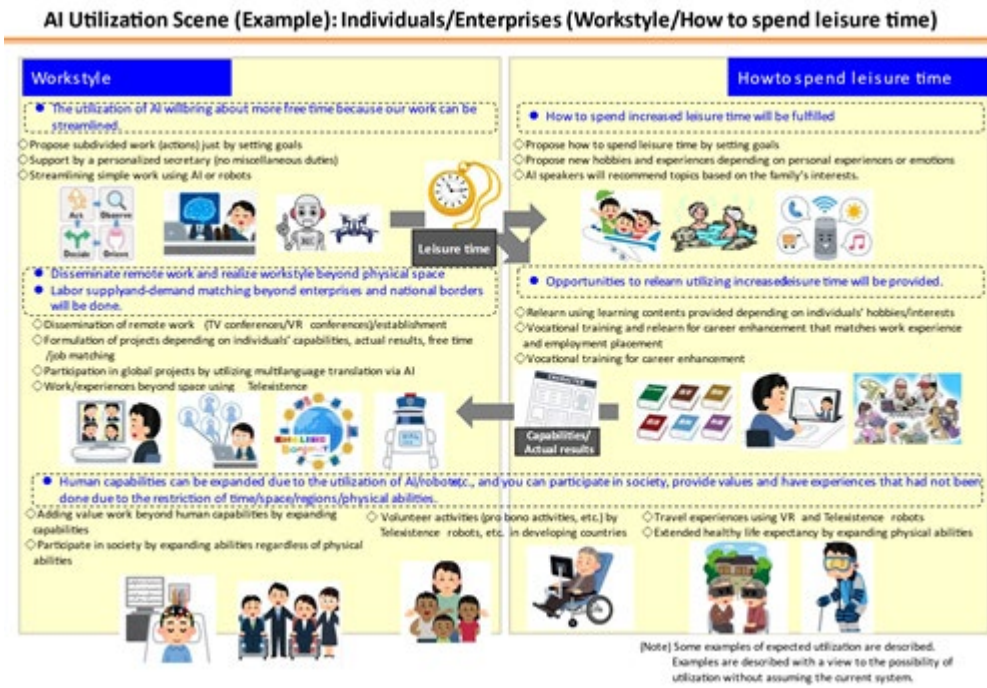 AI Utilization Scene (Example): Individuals/Enterprises (Workstyle/How to spend leisure time)
Workstyle
● The utilization of AI willbring about more free time because our work can be
streamlined.
◇Propose subdivided work (actions) just by setting goals
◇Support by a personalized secretary (no miscellaneous duties)
◇Streamlining simple work using AI or robots
Act
Observe
Decide
Orient
Leisure time
● Disseminate remote work and realize workstyle beyond physical space
● Labor supplyand-demand matching beyond enterprises and national borders
will be done.
◇Dissemination of remote work (TV conferences/VR conferences)/establishment
◇Formulation of projects depending on individuals' capabilities, actual results, free time
/job matching
◇Participation in global projects by utilizing multilanguage translation via AI
◇Work/experiences beyond space using Telexistence
Howto spend leisure time
● How to spend increased leisure time will be fulfilled
◇Propose how to spend leisure time by setting goals
◇Propose new hobbies and experiences depending on personal experiences or emotions
◇AI speakers will recommend topics based on the family's interests.
● Opportunities to relearn utilizing increasedleisure time will be provided.
◇Relearn using learning contents provided depending on individuals' hobbies/interests
◇Vocational training and relearn for career enhancement that matches work experience
and employment placement
◇Vocational training for career enhancement
CHARACTER
Capabilities/
Actual results
● Human capabilities can be expanded due to the utilization of AI/robotetc., and you can participate in society, provide values and have experiences that had not been
done due to the restriction of time/space/regions/physical abilities.
◇Adding value work beyond human capabilities by expanding
capabilities
◇Participate in society by expanding abilities regardless of physical
abilities
◇Volunteer activities (pro bono activities, etc.) by
Telexistence robots, etc. in developing countries
◇Travel experiences using VR and Telexistence robots
◇Extended healthy life expectancy by expanding physical abilities
(Note) Some examples of expected utilization are described.
Examples are described with a view to the possibility of
utilization without assuming the current system.